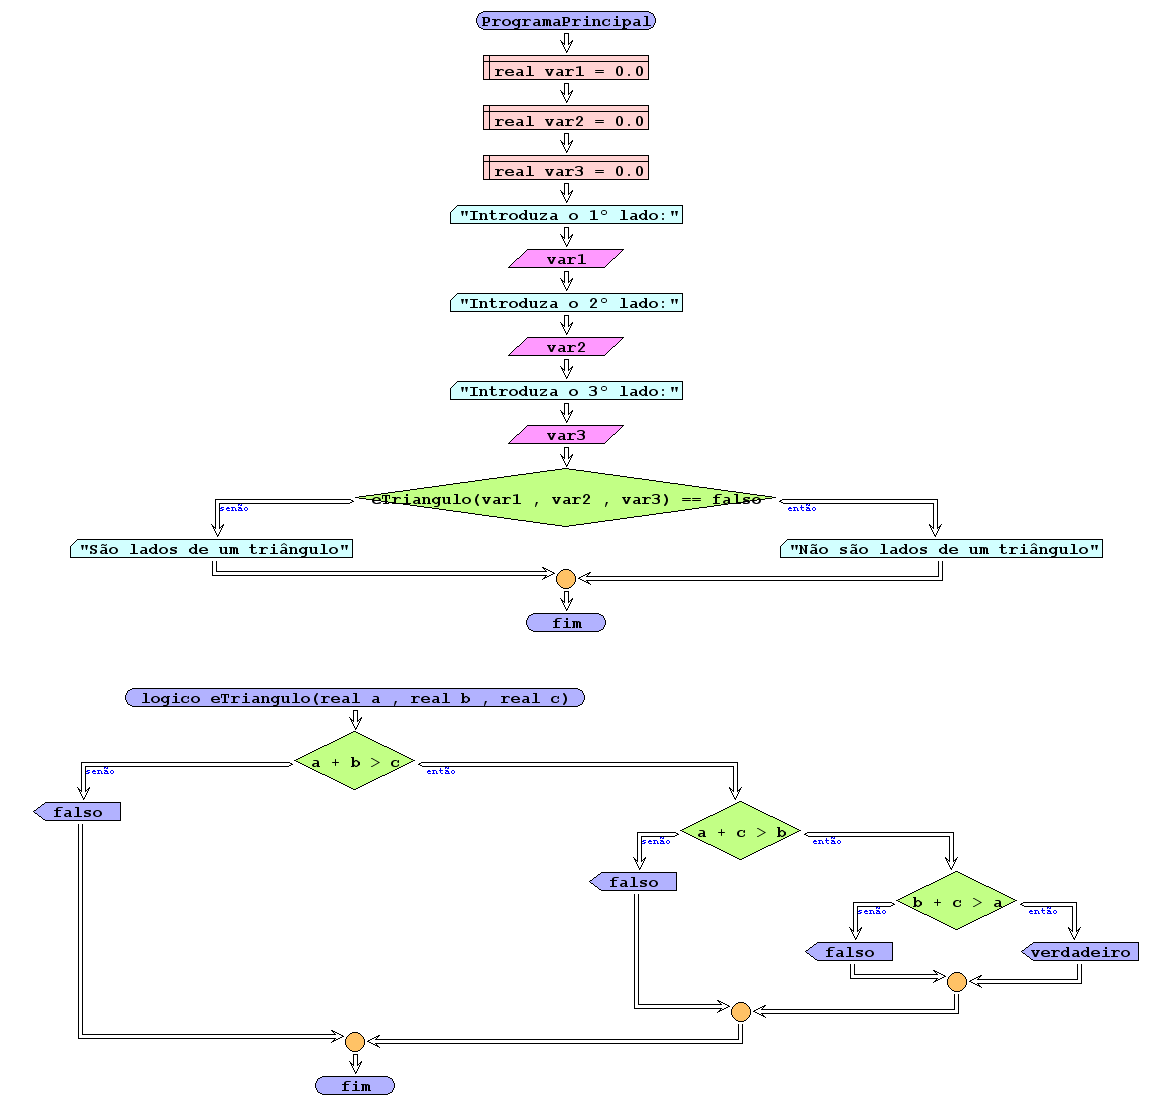 ProgramaPrincipal
real var1 = 0.0
real var2 = 0.0
real var3 = 0.0
"Introduza o 1º lado:"
var1
"Introduza o 2º lado:"
var2
"Introduza o 3º lado:"
var3
eTriangulo(var1 , var2 , var3) == falso
senão
então
"São lados de um triângulo"
"Não são lados de um triângulo"
fim
logico eTriangulo(real a , real b , real c)
a + b > c
senão
então
falso
a + c > b
senão
então
falso
b + c > a
senão
então
falso
verdadeiro
fim